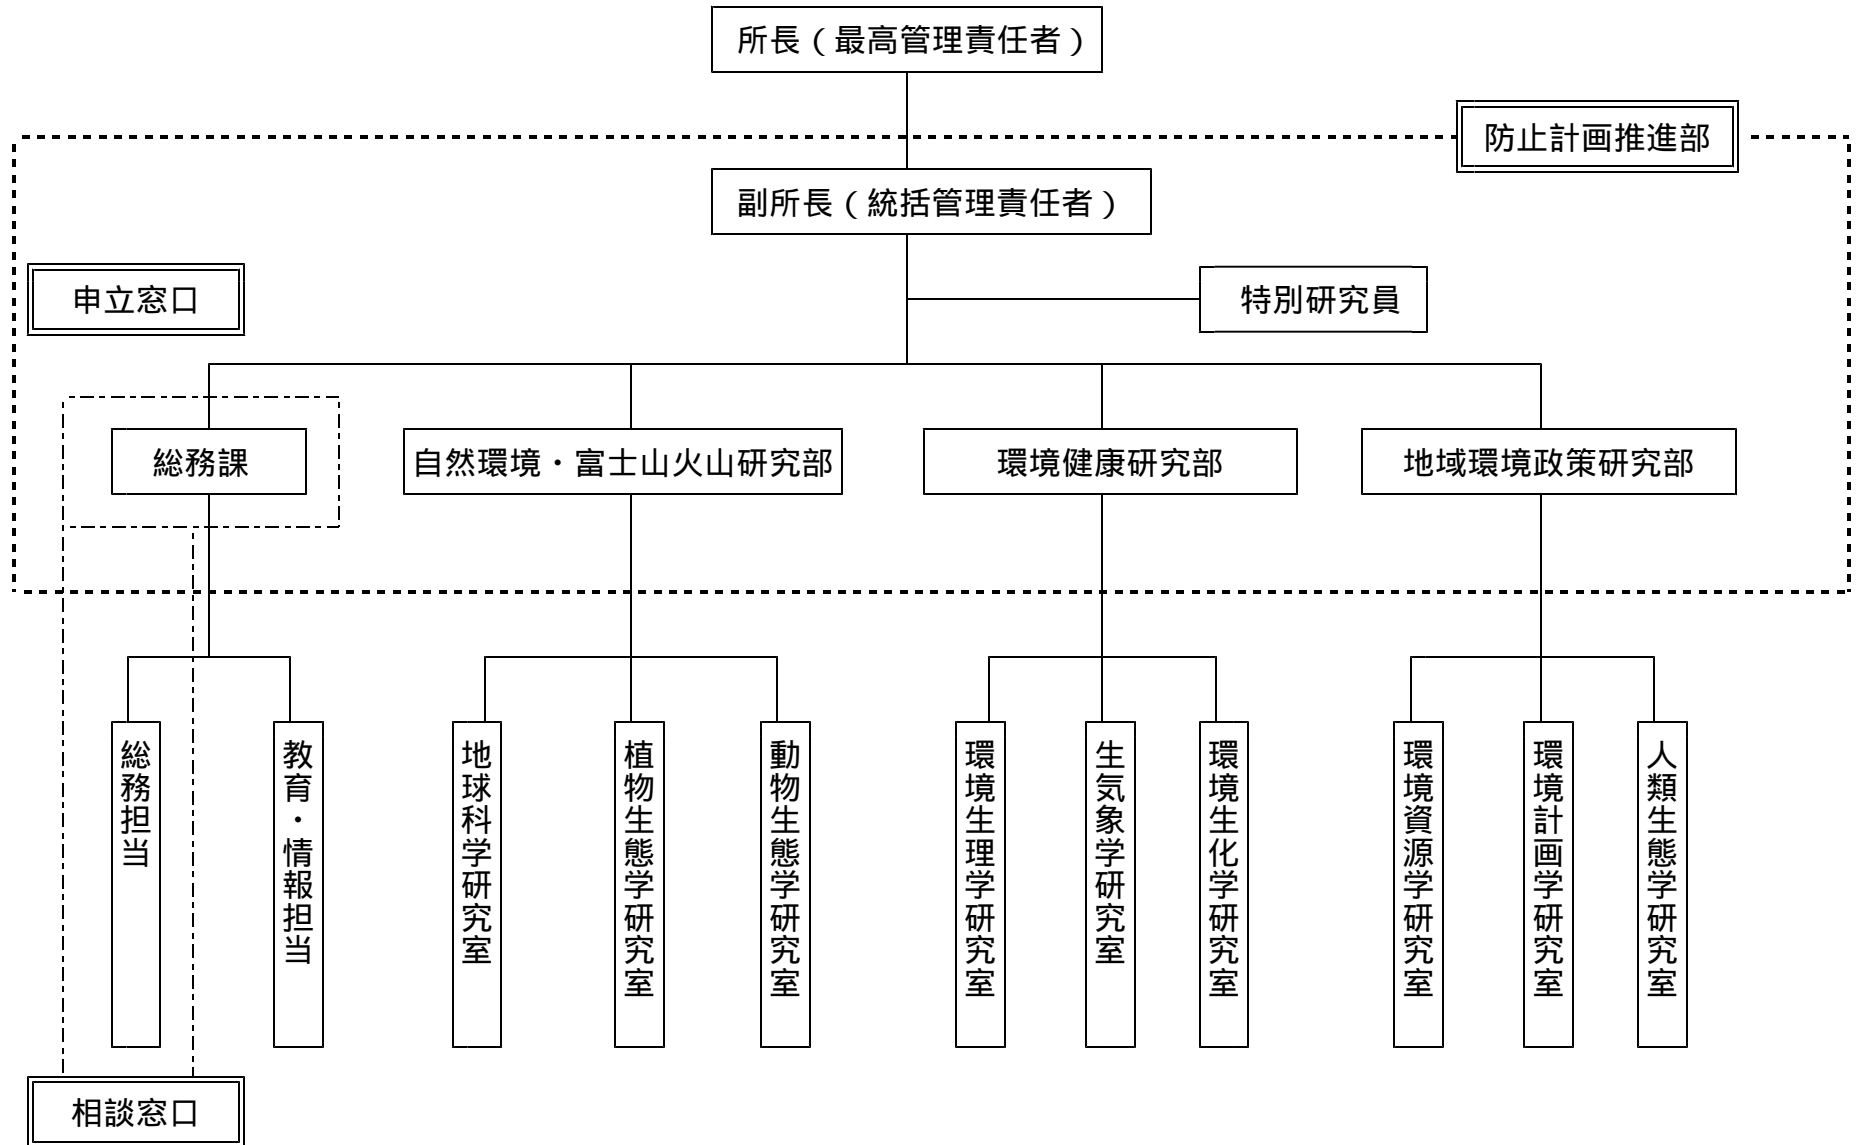 所長（最高管理責任者）
防止計画推進部
副所長（統括管理責任者）
申立窓口
特別研究員
総務課
自然環境・富士山火山研究部
環境健康研究部
地域環境政策研究部
総務担当
教育・情報担当
地球科学研究室
植物生態学研究室
動物生態学研究室
環境生理学研究室
生気象学研究室
環境生化学研究室
環境資源学研究室
環境計画学研究室
人類生態学研究室
相談窓口